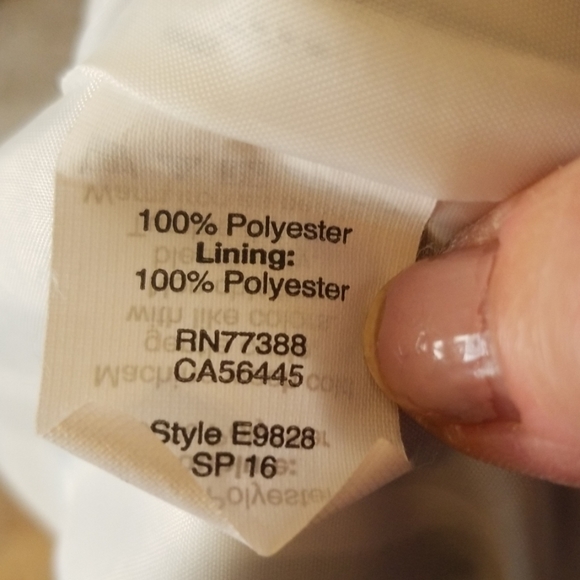 100% Polyester
Lining:
100% Polyester
RN77388
CA56445
Style E9828
SP 16